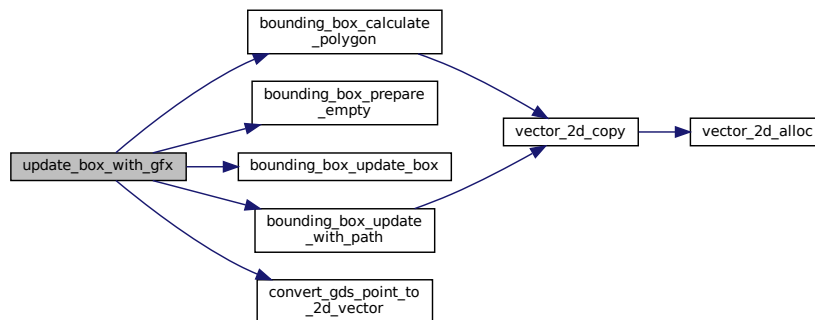 update_box_with_gfx
bounding_box_calculate
_polygon
bounding_box_prepare
_empty
bounding_box_update_box
bounding_box_update
_with_path
convert_gds_point_to
_2d_vector
vector_2d_copy
vector_2d_alloc